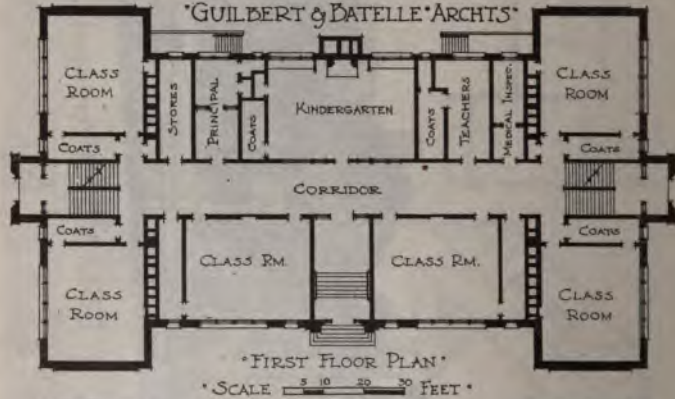 "GUILBERT & BATELLE" ARCHTS"
CLASS
ROOM
STORES
PRINCIPAL
COATS
KINDERGARTEN
COATS
TEACHERS
MEDICAL INSPEC.
CLASS
ROOM
COATS
COATS
CORRIDOR
COATS
COATS
CLASS RM.
CLASS RM.
CLASS
ROOM
CLASS
ROOM
"FIRST FLOOR PLAN"
"SCALE 5 10 20 30 FEET"